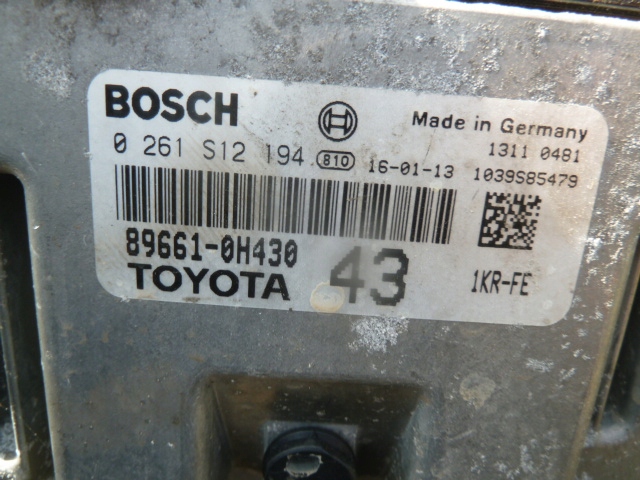 BOSCH
Made in Germany
0 261 S12 194 810 16-01-13
1311 0481
1039S85479
89661-0H430
TOYOTA 43 1KR-FE